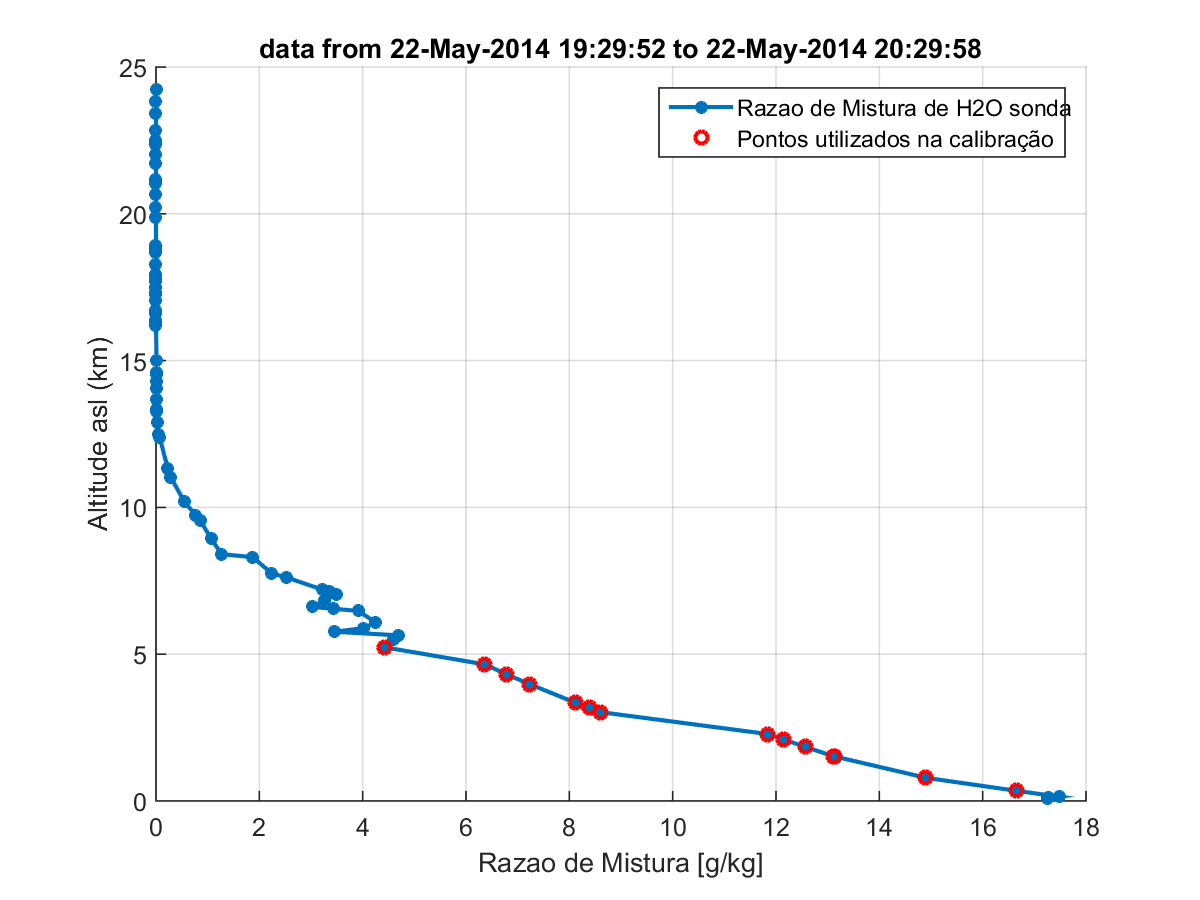 data from 22-May-2014 19:29:52 to 22-May-2014 20:29:58
Razao de Mistura de H2O sonda
Pontos utilizados na calibração
25
20
15
10
5
0
Altitude asl (km)
0 2 4 6 8 10 12 14 16 18
Razao de Mistura [g/kg]